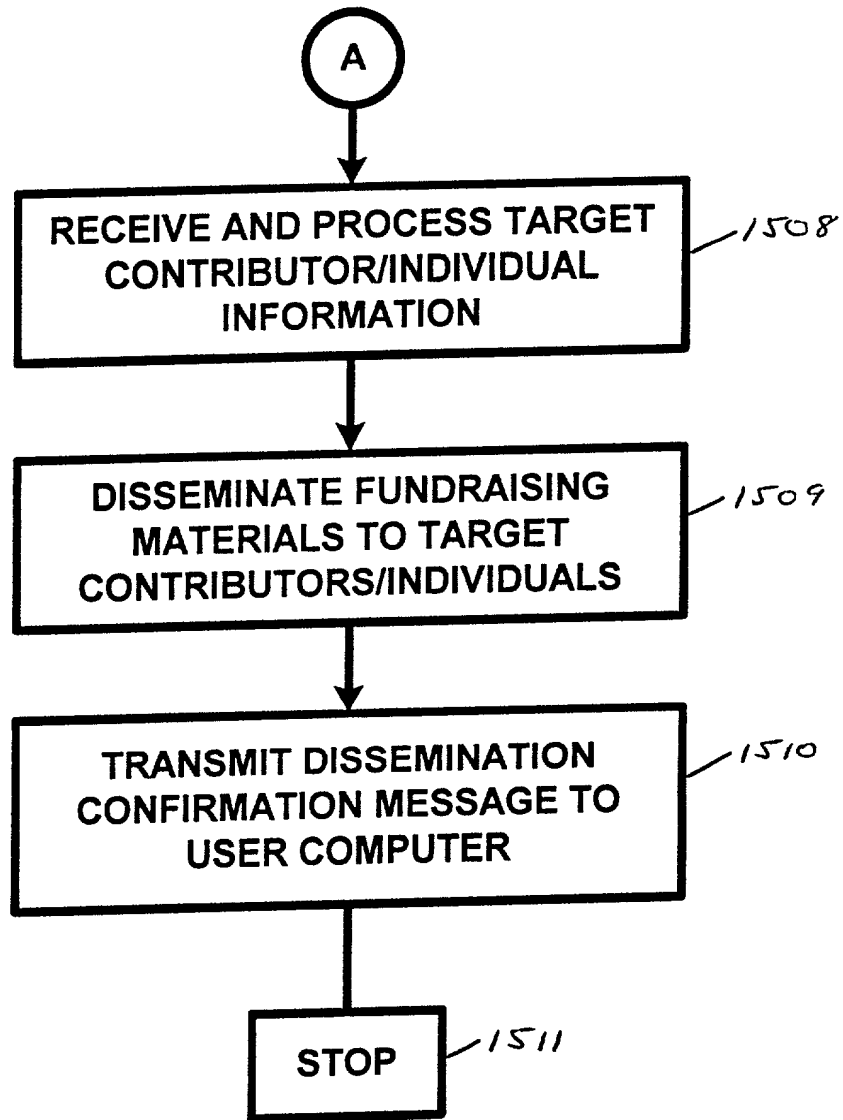 A
RECEIVE AND PROCESS TARGET
CONTRIBUTOR/INDIVIDUAL
INFORMATION
1508
DISSEMINATE FUNDRAISING
MATERIALS TO TARGET
CONTRIBUTORS/INDIVIDUALS
1509
TRANSMIT DISSEMINATION
CONFIRMATION MESSAGE TO
USER COMPUTER
1510
STOP
1511